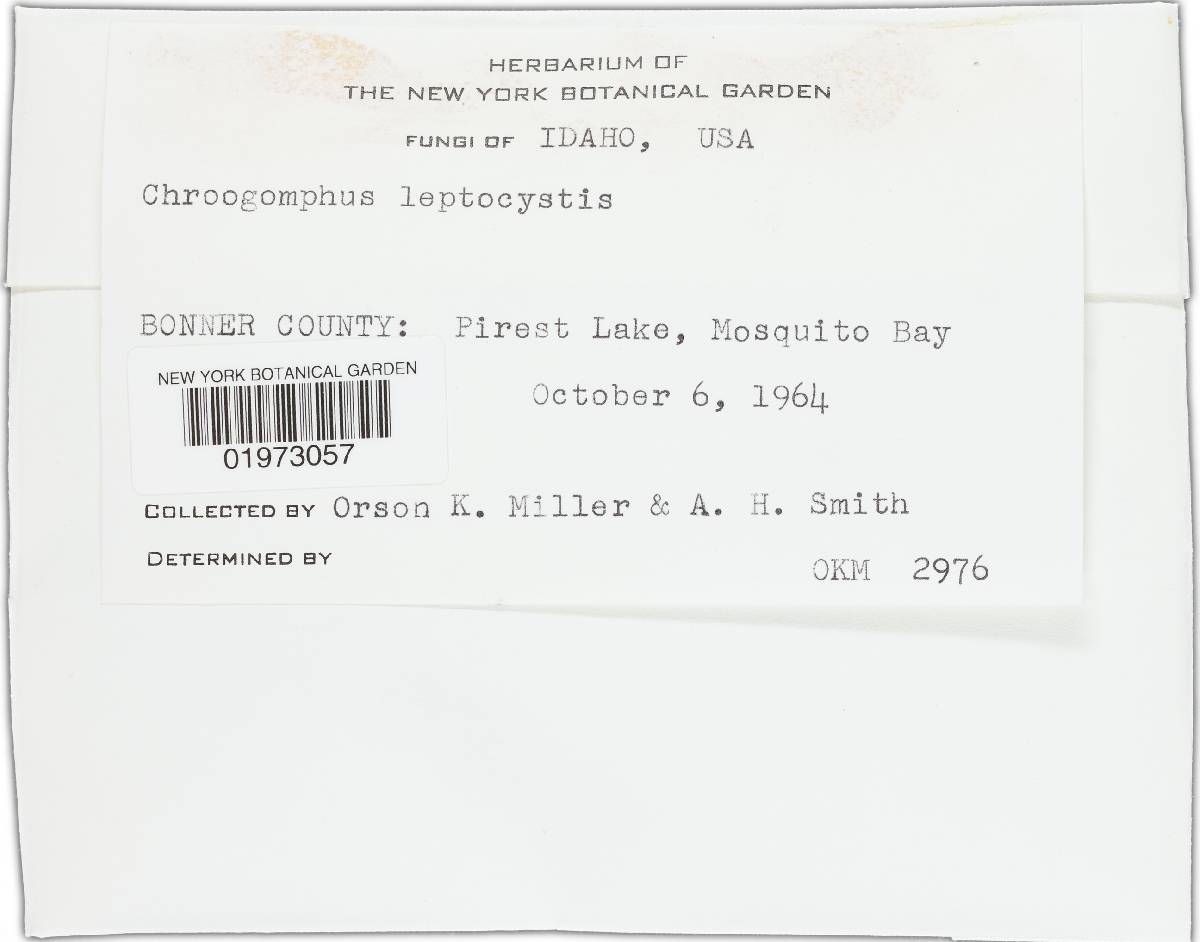 HERBARIUM OF
THE NEW YORK BOTANICAL GARDEN
FUNGI OF IDAHO, USA
Chroogomphus leptocystis
BONNER COUNTY: Pirest Lake, Mosquito Bay
October 6, 1964
NEW YORK BOTANICAL GARDEN
01973057
COLLECTED BY Orson K. Miller & A. H. Smith
DETERMINED BY
OKM 2976